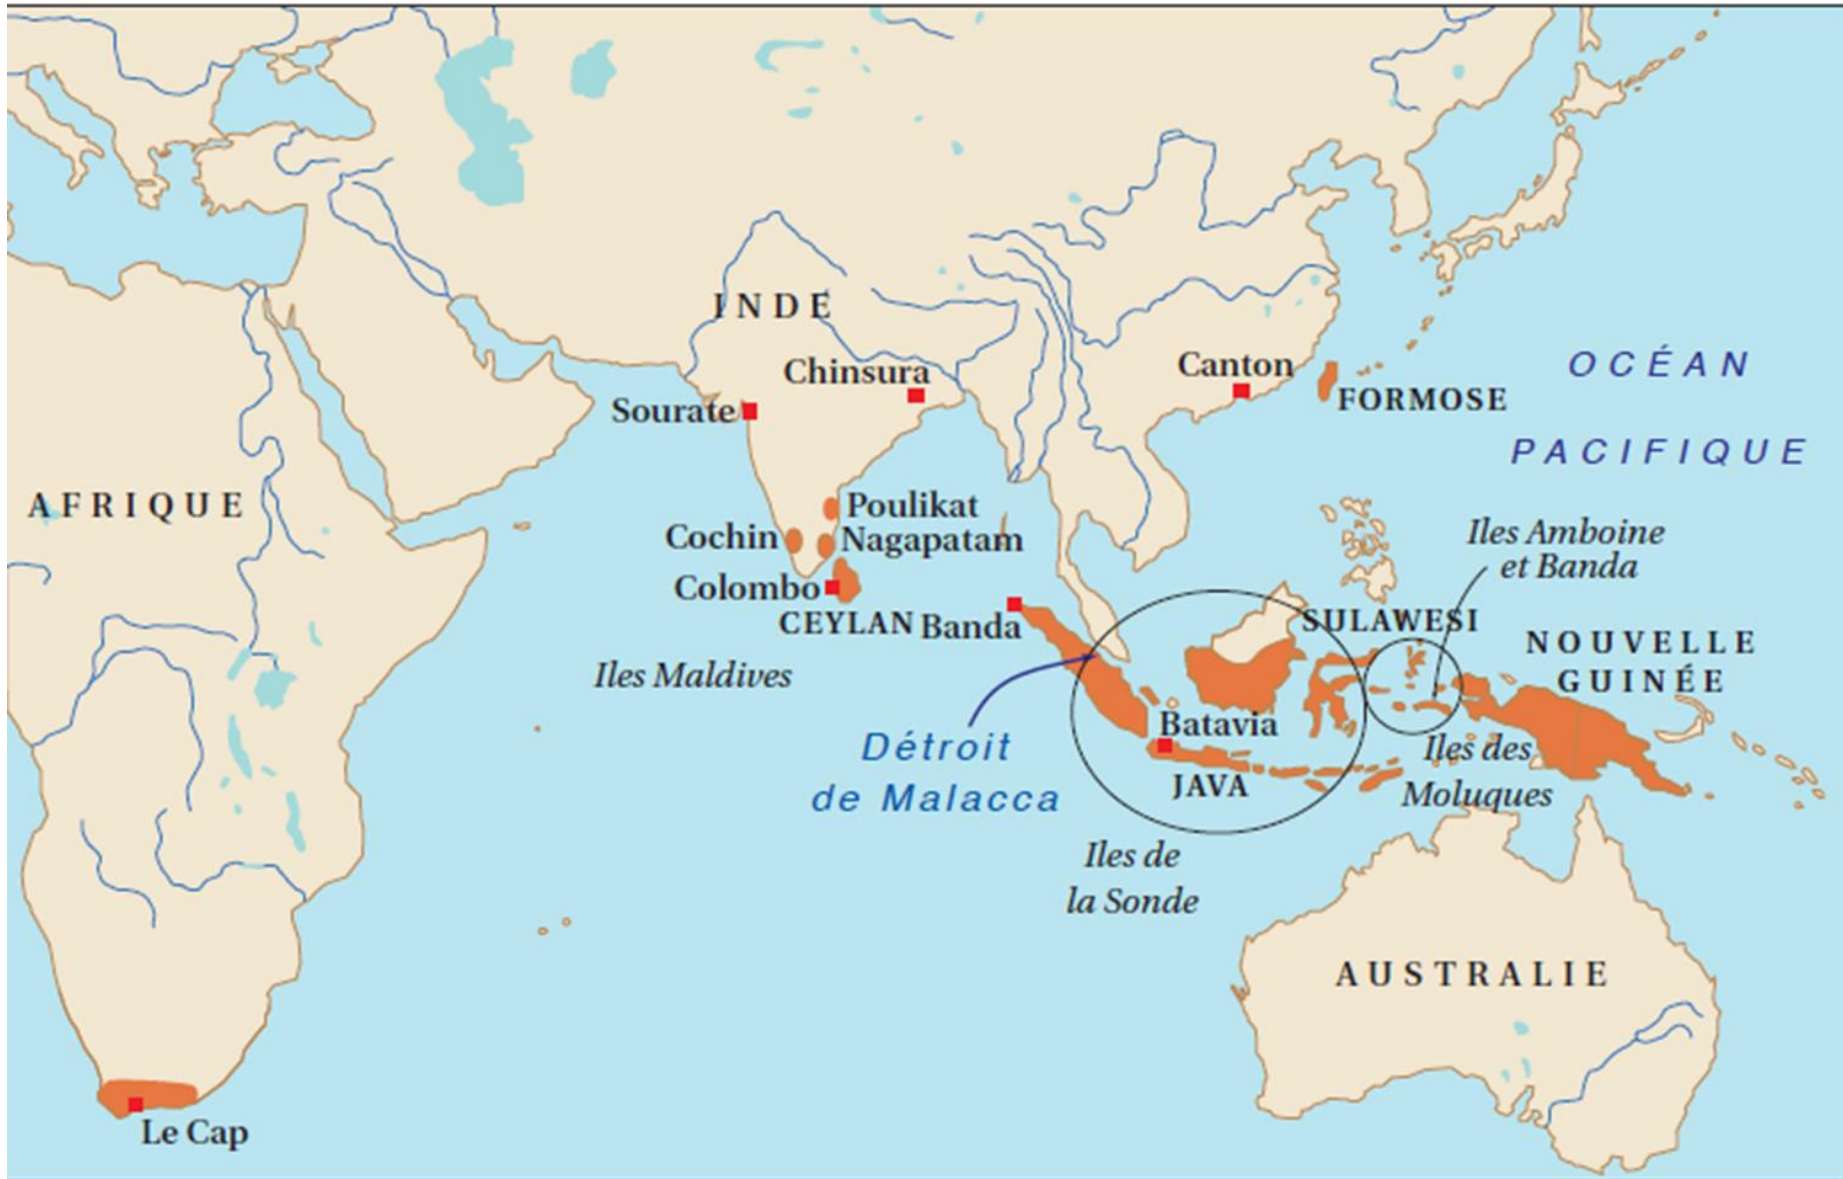 INDE
Chinsura
Canton
OCÉAN
FORMOSE
Sourate
PACIFIQUE
AFRIQUE
Poulikat
Iles Amboine
et Banda
Cochin
Nagapatam
Colombo
CEYLAN
Banda
SULAWESI
NOUVELLE
GUINÉE
Iles Maldives
Batavia
Détroit
de Malacca
Iles des
Moluques
JAVA
Iles de
la Sonde
AUSTRALIE
Le Cap